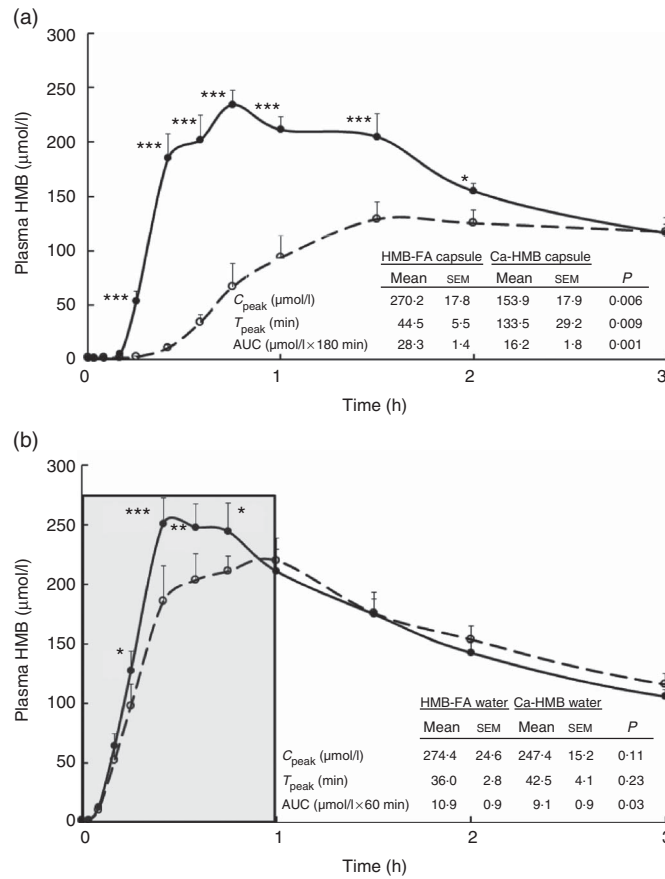 (a)
300
250
200
150
100
50
0
Plasma HMB (µmol/l)
***
***
***
***
***
***
*
HMB-FA capsule Ca-HMB capsule
Mean SEM Mean SEM P
Cpeak (µmol/l) 270·2 17·8 153·9 17·9 0·006
Tpeak (min) 44·5 5·5 133·5 29·2 0·009
AUC (µmol/l×180 min) 28·3 1·4 16·2 1·8 0·001
0 1 2 3
Time (h)
(b)
300
250
200
150
100
50
0
Plasma HMB (µmol/l)
***
**
*
*
HMB-FA water Ca-HMB water
Mean SEM Mean SEM P
Cpeak (µmol/l) 274·4 24·6 247·4 15·2 0·11
Tpeak (min) 36·0 2·8 42·5 4·1 0·23
AUC (µmol/l×60 min) 10·9 0·9 9·1 0·9 0·03
0 1 2 3
Time (h)